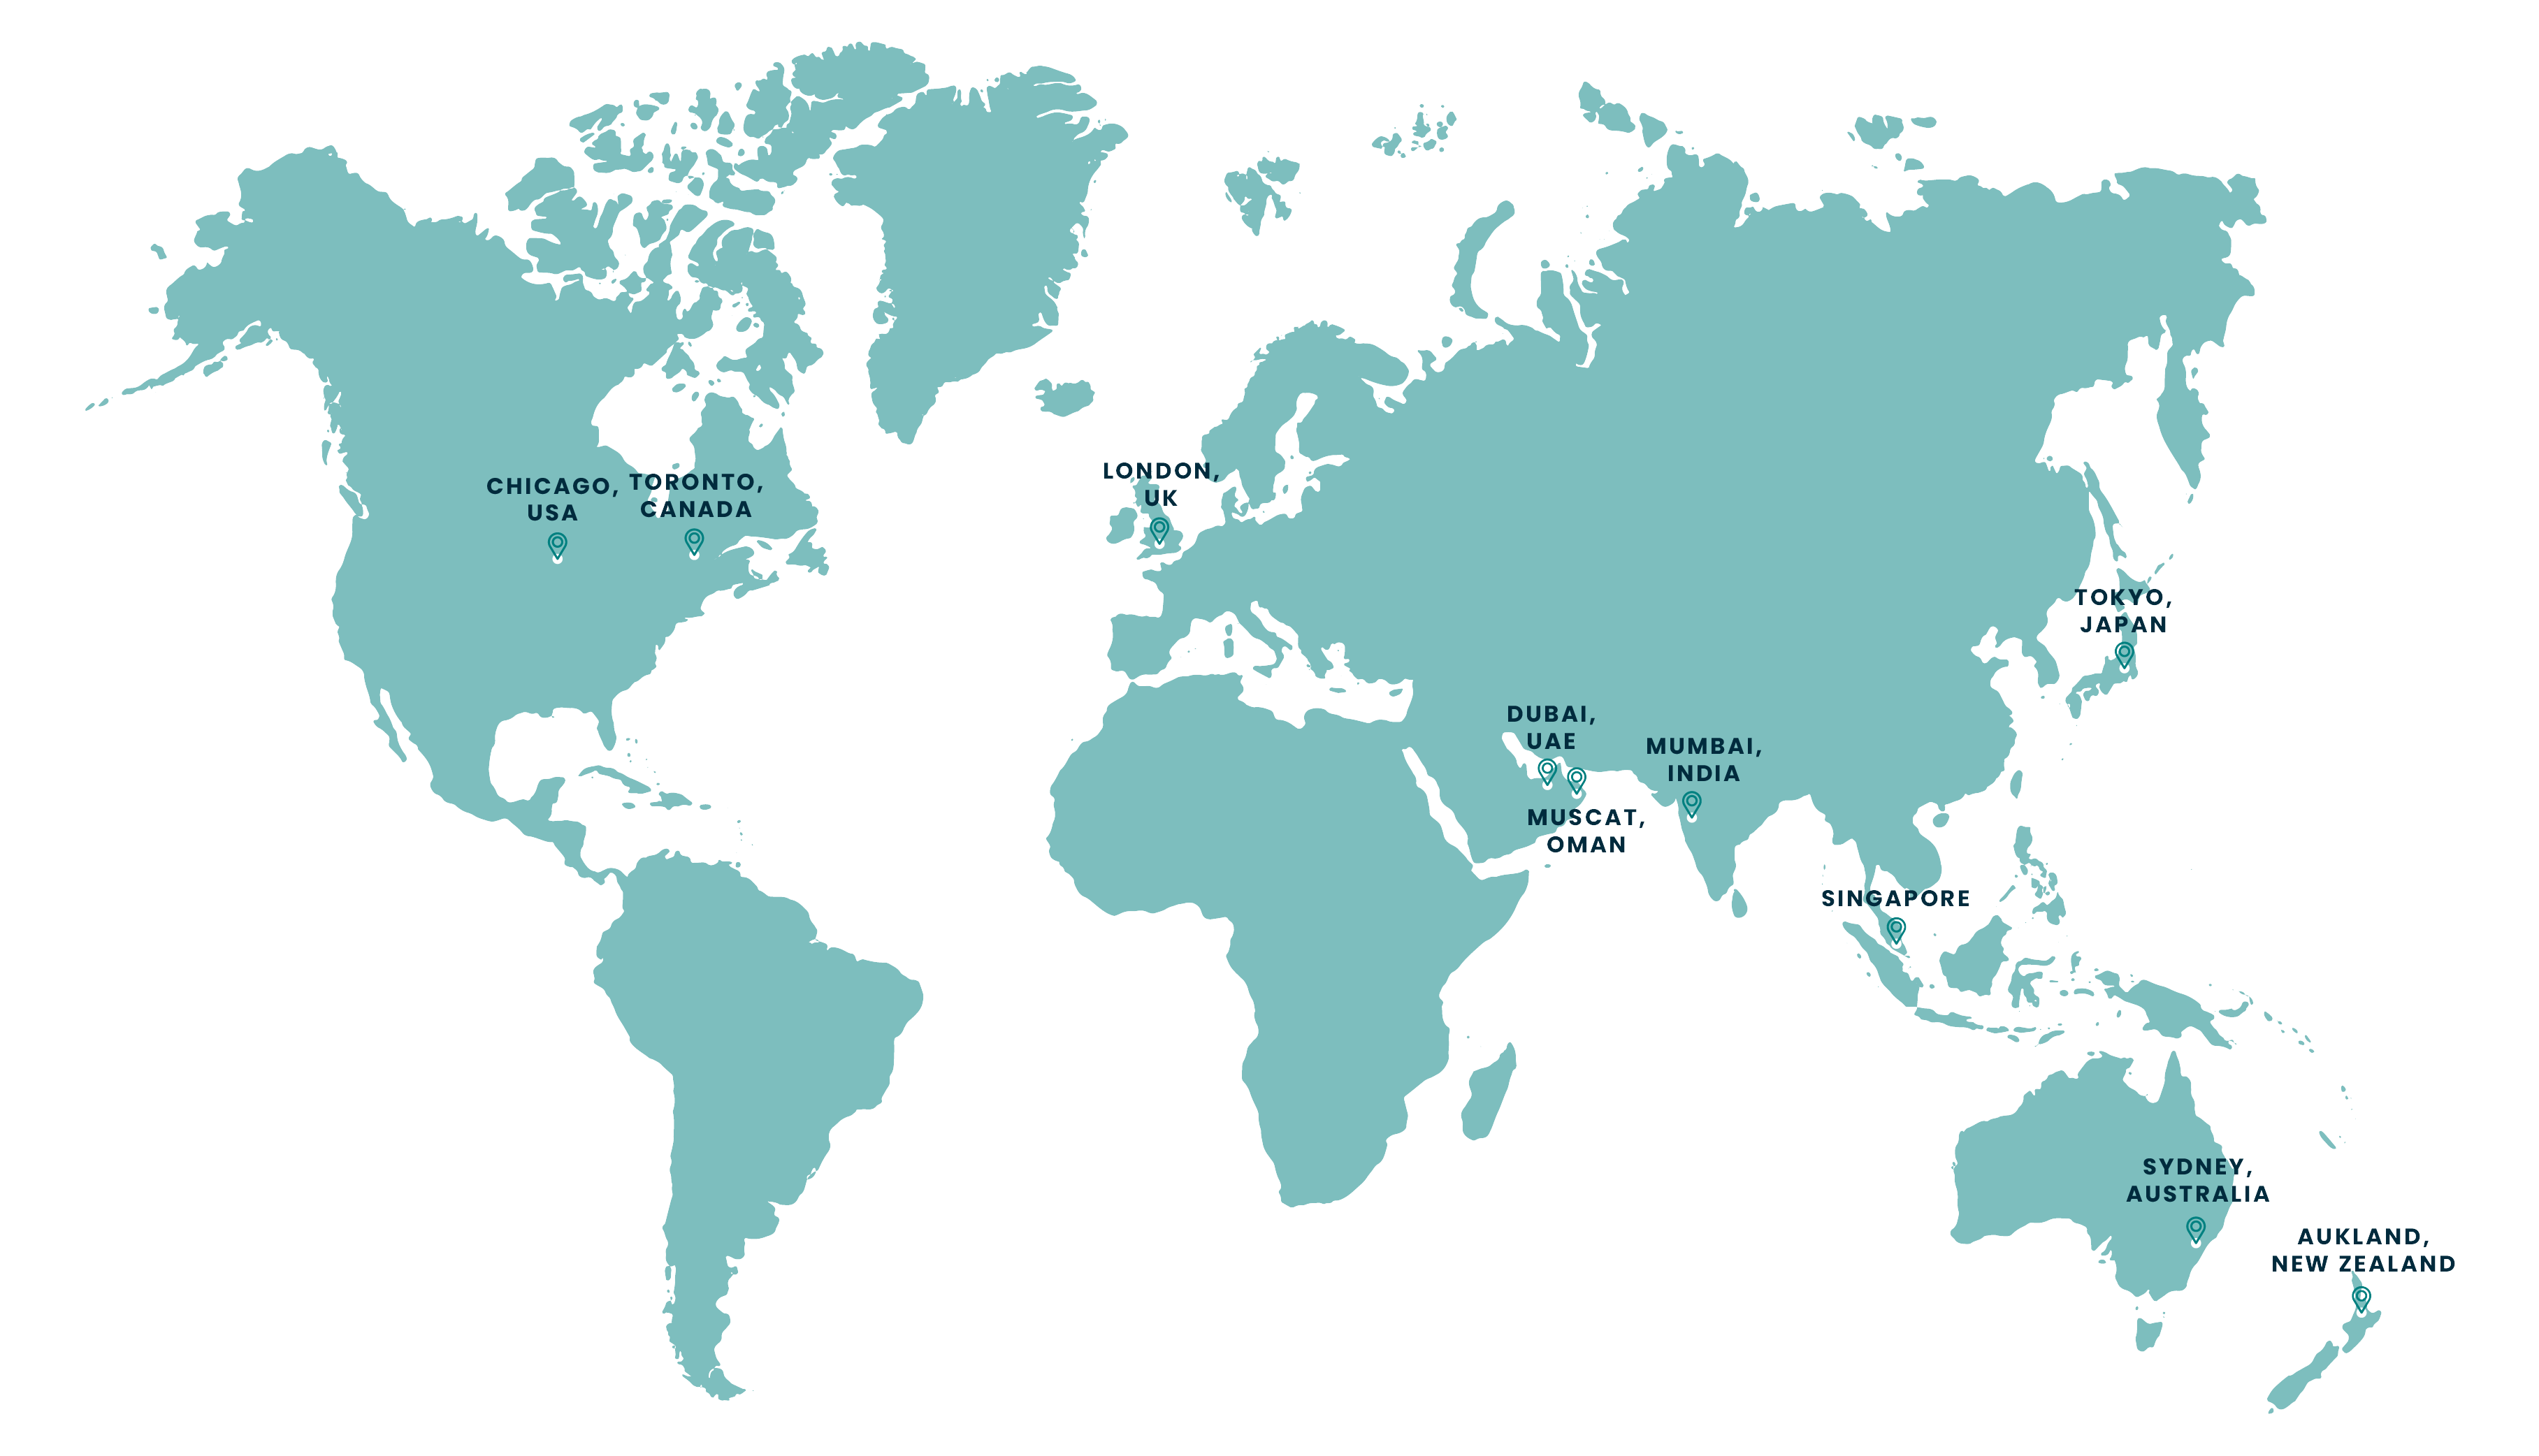 CHICAGO,
USA
TORONTO,
CANADA
LONDON,
UK
TOKYO,
JAPAN
DUBAI,
UAE
MUMBAI,
INDIA
MUSCAT,
OMAN
SINGAPORE
SYDNEY,
AUSTRALIA
AUKLAND,
NEW ZEALAND